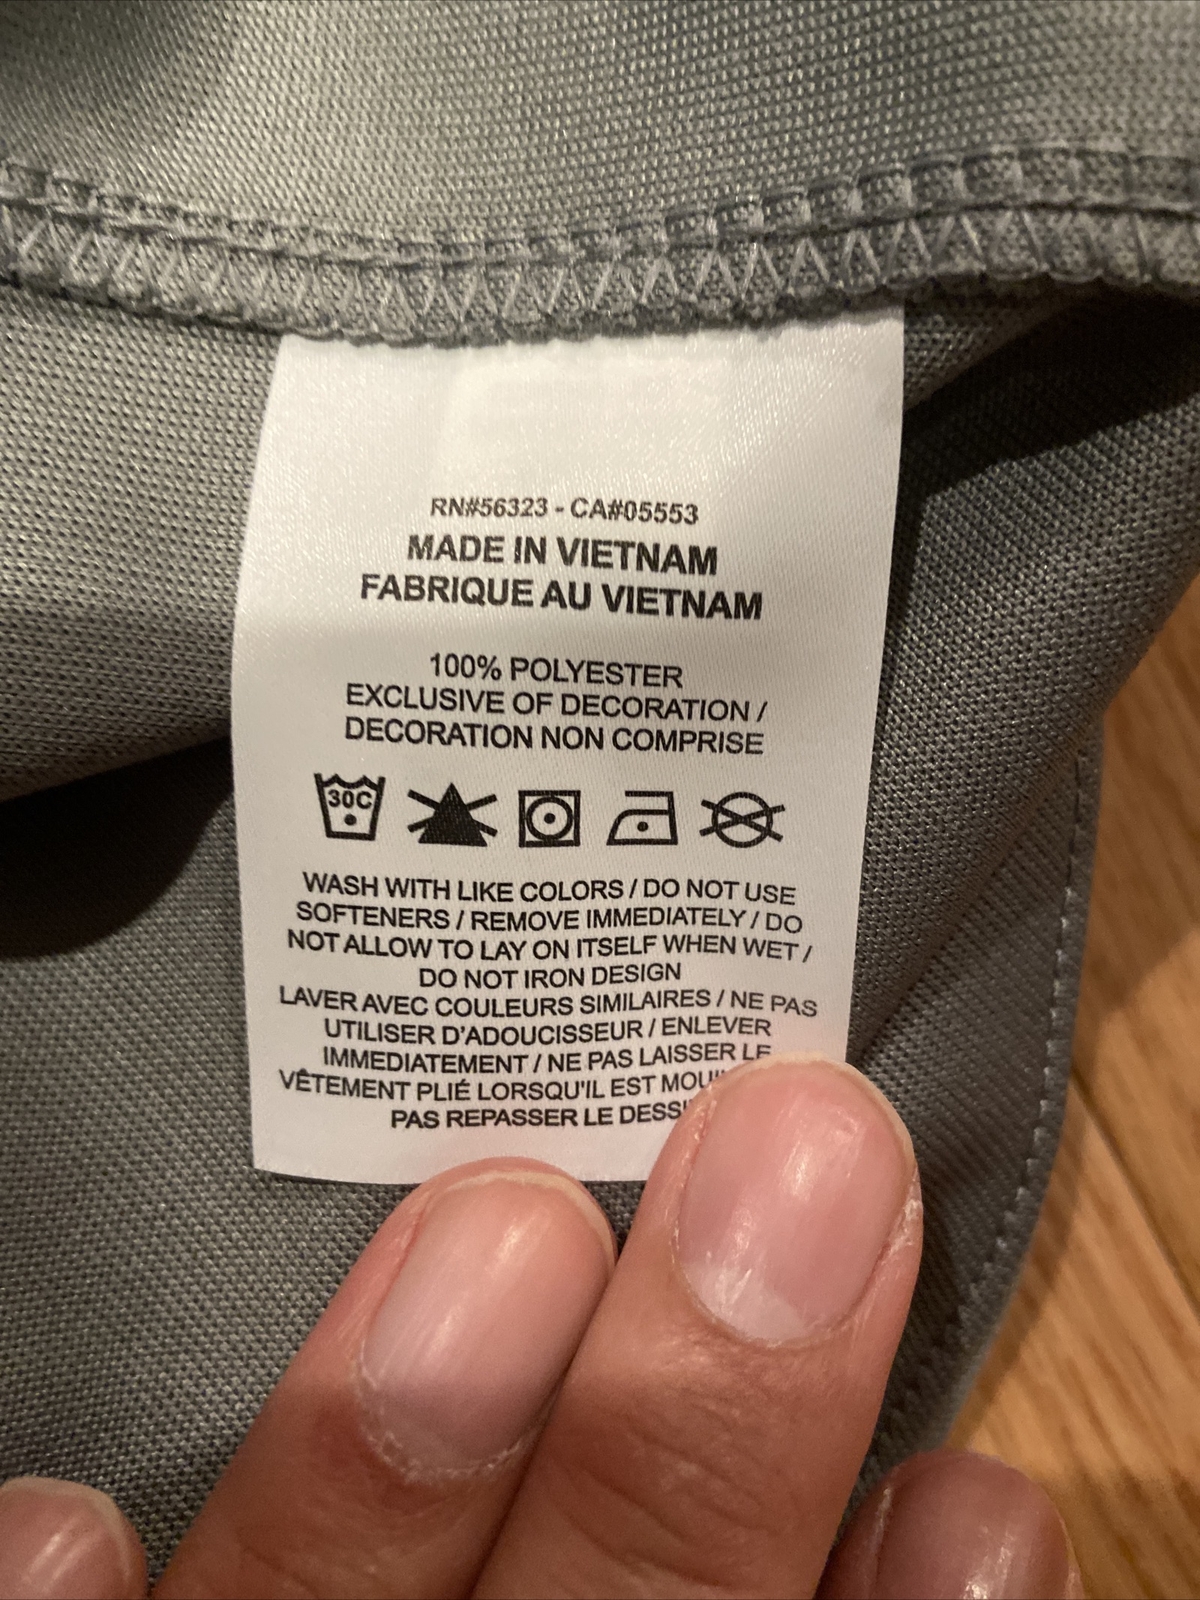 RN#56323 - CA#05553
MADE IN VIETNAM
FABRIQUE AU VIETNAM
100% POLYESTER
EXCLUSIVE OF DECORATION /
DECORATION NON COMPRISE
30C
WASH WITH LIKE COLORS / DO NOT USE
SOFTENERS / REMOVE IMMEDIATELY / DO
NOT ALLOW TO LAY ON ITSELF WHEN WET /
DO NOT IRON DESIGN
LAVER AVEC COULEURS SIMILAIRES / NE PAS
UTILISER D'ADOUCISSEUR / ENLEVER
IMMEDIATEMENT / NE PAS LAISSER LE
VÊTEMENT PLIÉ LORSQU'IL EST
PAS REPASSER LE